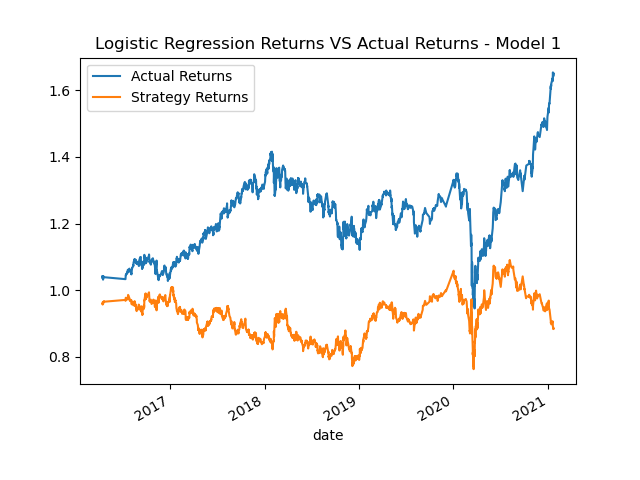 Logistic Regression Returns VS Actual Returns - Model 1
Actual Returns
Strategy Returns
1.6
1.4
1.2
1.0
0.8
2017
2018
2019
2020
2021
date